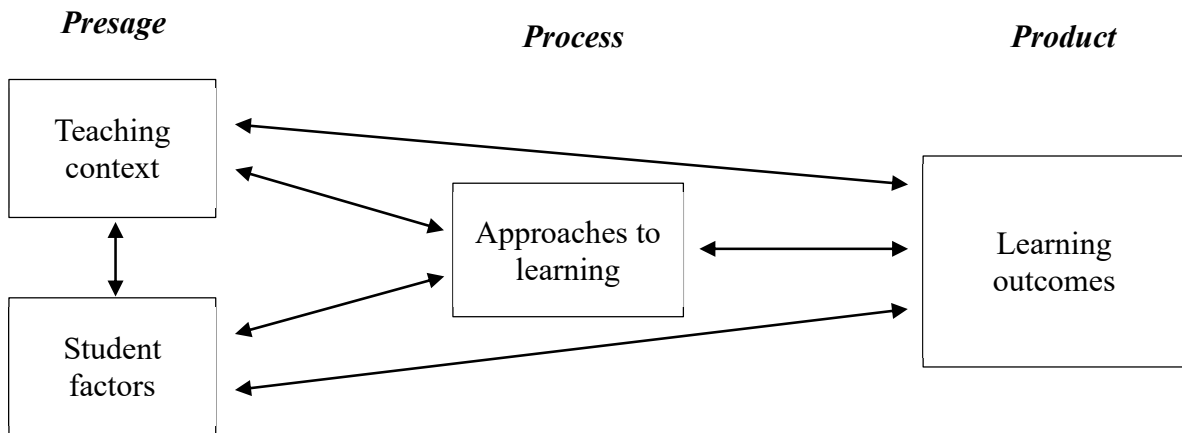 Presage
Process
Product
Teaching
context
Approaches to
learning
Learning
outcomes
Student
factors